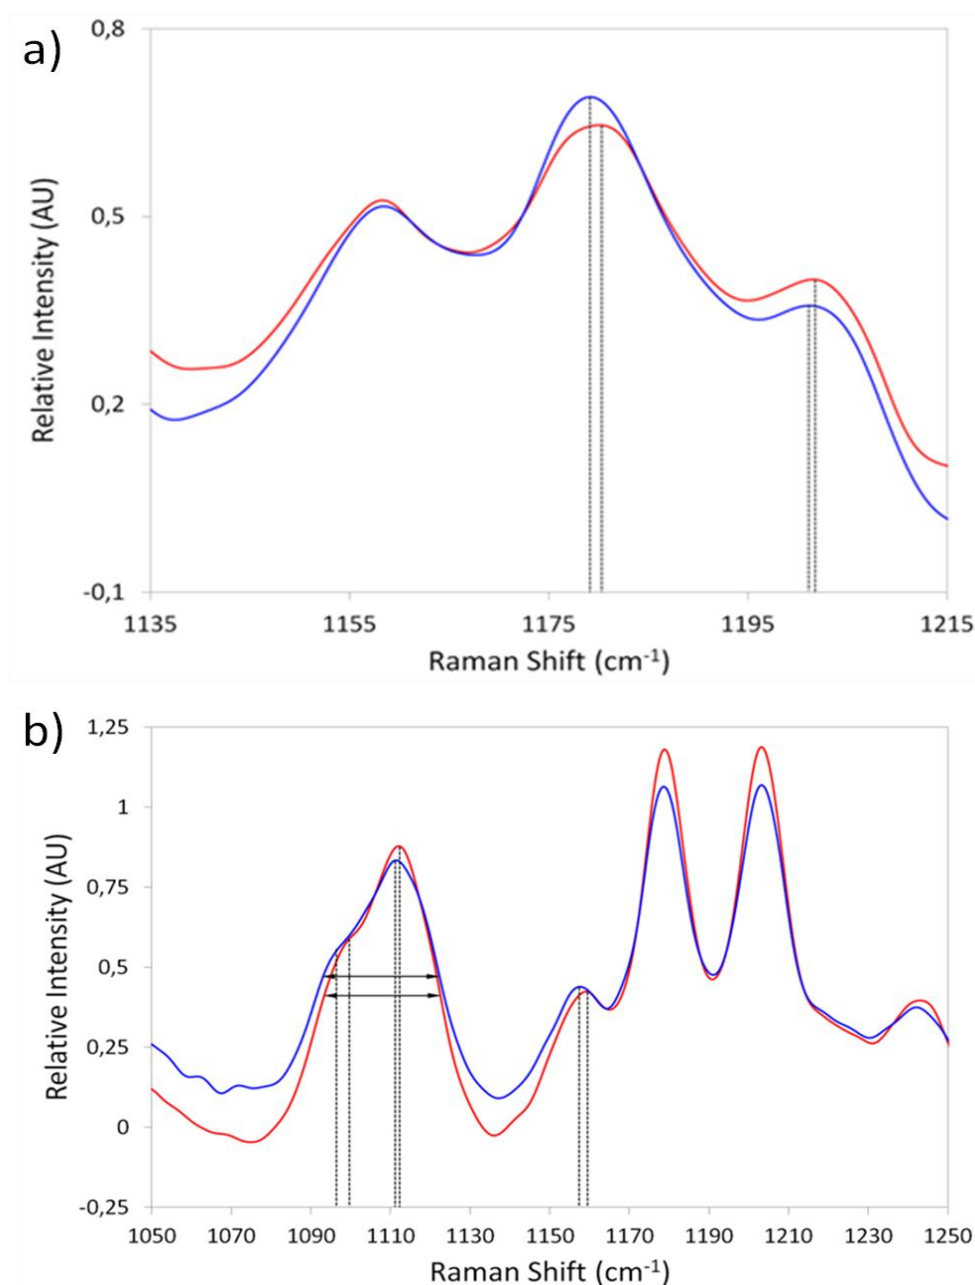 a)
0,8
0,5
0,2
-0,1
Relative Intensity (AU)
1135 1155 1175 1195 1215
Raman Shift (cm⁻¹)
b)
1,25
1
0,75
0,5
0,25
0
-0,25
Relative Intensity (AU)
1050 1070 1090 1110 1130 1150 1170 1190 1210 1230 1250
Raman Shift (cm⁻¹)